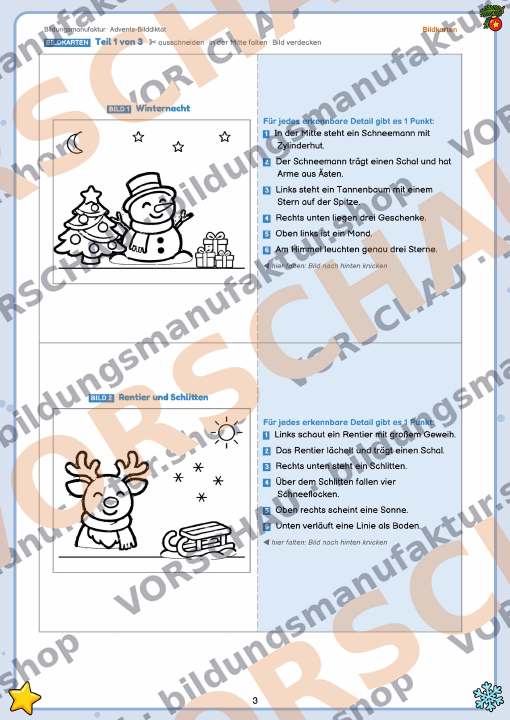 Bildungsmanufaktur · Advents-Bilddiktat
Bildkarten
BILDKARTEN Teil 1 von 3 ✂ ausschneiden · in der Mitte falten · Bild verdecken
BILD 1 Winternacht
Für jedes erkennbare Detail gibt es 1 Punkt:
1 In der Mitte steht ein Schneemann mit
Zylinderhut.
2 Der Schneemann trägt einen Schal und hat
Arme aus Ästen.
3 Links steht ein Tannenbaum mit einem
Stern auf der Spitze.
4 Rechts unten liegen drei Geschenke.
5 Oben links ist ein Mond.
6 Am Himmel leuchten genau drei Sterne.
◀ hier falten: Bild nach hinten knicken
BILD 2 Rentier und Schlitten
Für jedes erkennbare Detail gibt es 1 Punkt:
1 Links schaut ein Rentier mit großem Geweih.
2 Das Rentier lächelt und trägt einen Schal.
3 Rechts unten steht ein Schlitten.
4 Über dem Schlitten fallen vier
Schneeflocken.
5 Oben rechts scheint eine Sonne.
6 Unten verläuft eine Linie als Boden.
◀ hier falten: Bild nach hinten knicken
3
VORSCHAU · bildungsmanufaktur.shop
VORSCHAU